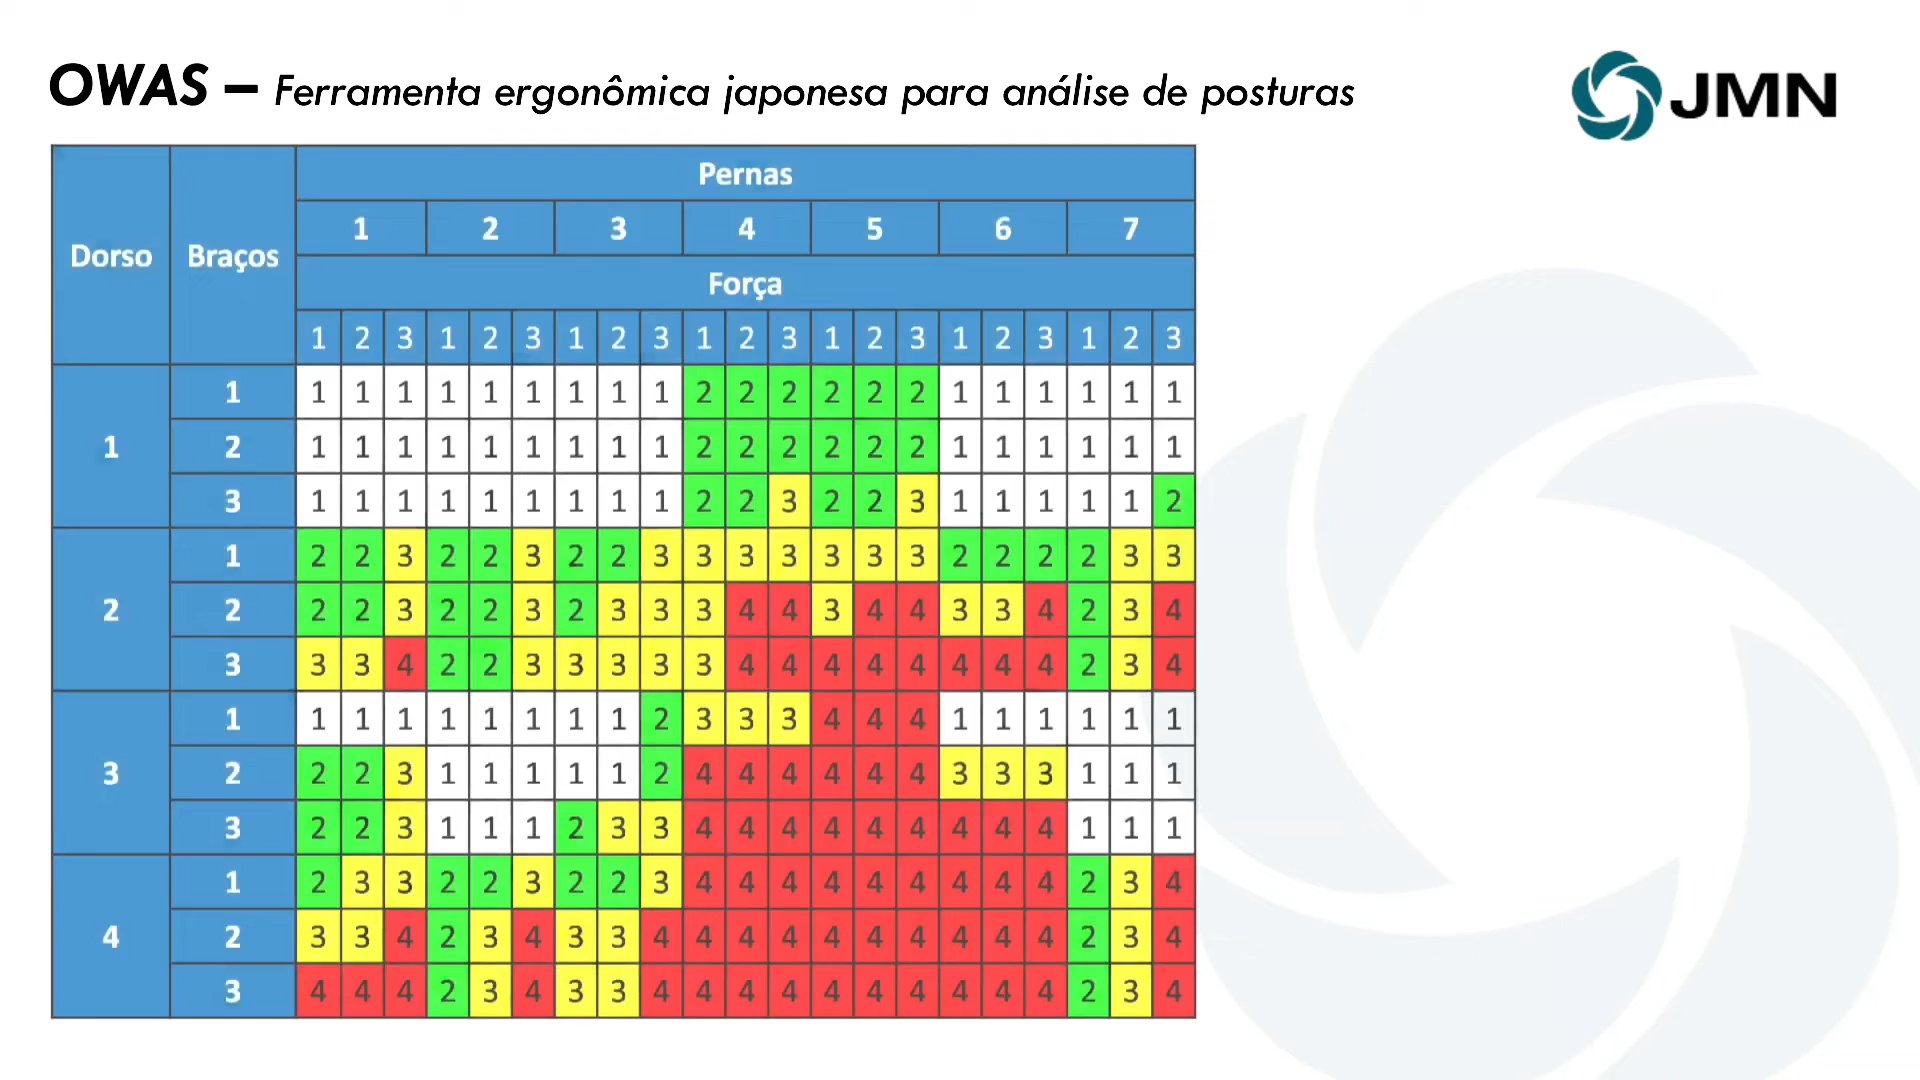 OWAS – Ferramenta ergonômica japonesa para análise de posturas
JMN
Pernas
1 2 3 4 5 6 7
Dorso Braços
Força
1 2 3 1 2 3 1 2 3 1 2 3 1 2 3 1 2 3 1 2 3
1 1 1 1 1 1 1 1 1 1 2 2 2 2 2 2 1 1 1 1 1 1
1 2 1 1 1 1 1 1 1 1 1 2 2 2 2 2 2 1 1 1 1 1 1
3 1 1 1 1 1 1 1 1 1 2 2 3 2 2 3 1 1 1 1 1 2
1 2 2 3 2 2 3 2 2 3 3 3 3 3 3 3 2 2 2 2 3 3
2 2 2 2 3 2 2 3 2 3 3 3 4 4 3 4 4 3 3 4 2 3 4
3 3 3 4 2 2 3 3 3 3 3 4 4 4 4 4 4 4 4 2 3 4
1 1 1 1 1 1 1 1 1 2 3 3 3 4 4 4 1 1 1 1 1 1
3 2 2 2 3 1 1 1 1 1 2 4 4 4 4 4 4 3 3 3 1 1 1
3 2 2 3 1 1 1 2 3 3 4 4 4 4 4 4 4 4 4 1 1 1
1 2 3 3 2 2 3 2 2 3 4 4 4 4 4 4 4 4 4 2 3 4
4 2 3 3 4 2 3 4 3 3 4 4 4 4 4 4 4 4 4 4 2 3 4
3 4 4 4 2 3 4 3 3 4 4 4 4 4 4 4 4 4 4 2 3 4